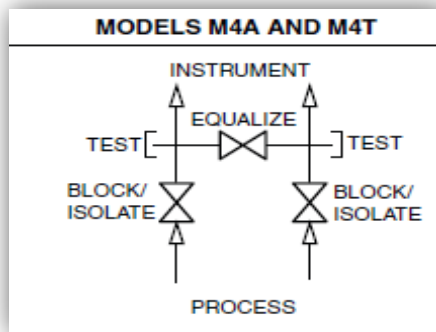 MODELS M4A AND M4T
INSTRUMENT
EQUALIZE
TEST
TEST
BLOCK/
ISOLATE
BLOCK/
ISOLATE
PROCESS